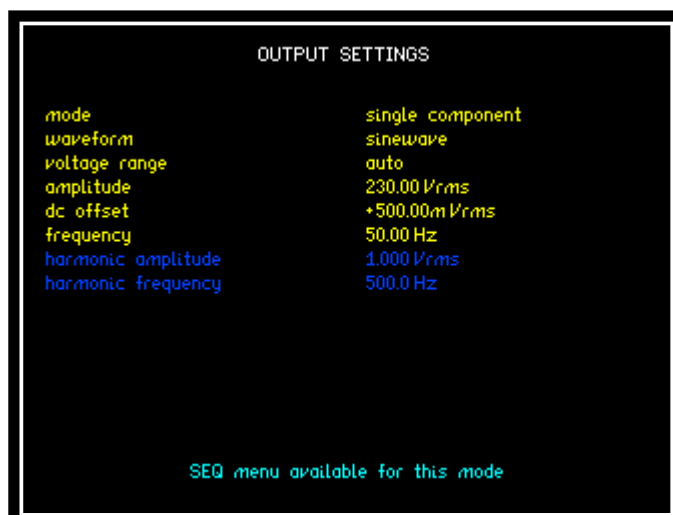 OUTPUT SETTINGS
mode single component
waveform sinewave
voltage range auto
amplitude 230.00 Vrms
dc offset +500.00m Vrms
frequency 50.00 Hz
harmonic amplitude 1.000 Vrms
harmonic frequency 500.0 Hz
SEQ menu available for this mode